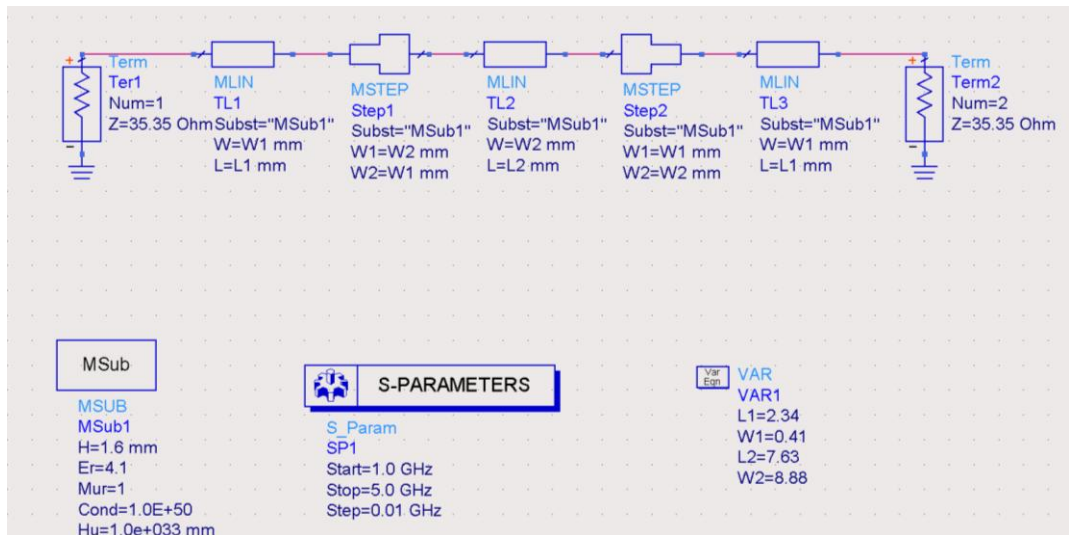 Term
Ter1
Num=1
Z=35.35 Ohm
MLIN
TL1
Subst="MSub1"
W=W1 mm
L=L1 mm
MSTEP
Step1
Subst="MSub1"
W1=W2 mm
W2=W1 mm
MLIN
TL2
Subst="MSub1"
W=W2 mm
L=L2 mm
MSTEP
Step2
Subst="MSub1"
W1=W1 mm
W2=W2 mm
MLIN
TL3
Subst="MSub1"
W=W1 mm
L=L1 mm
Term
Term2
Num=2
Z=35.35 Ohm
MSub
MSUB
MSub1
H=1.6 mm
Er=4.1
Mur=1
Cond=1.0E+50
Hu=1.0e+033 mm
S-PARAMETERS
S_Param
SP1
Start=1.0 GHz
Stop=5.0 GHz
Step=0.01 GHz
Var
Eqn
VAR
VAR1
L1=2.34
W1=0.41
L2=7.63
W2=8.88